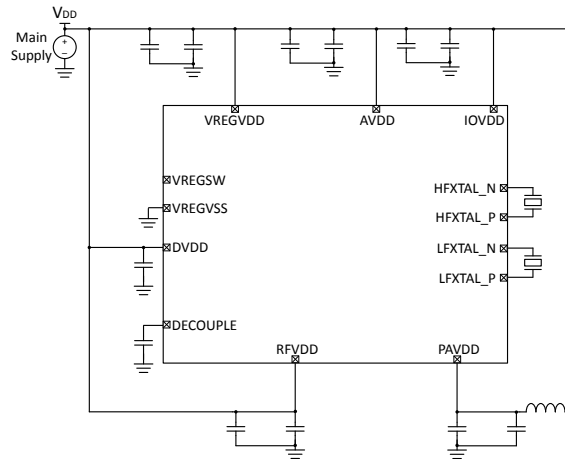 VDD
Main
Supply
+
-
VREGVDD
AVDD
IOVDD
VREGSW
HFXTAL_N
VREGVSS
HFXTAL_P
DVDD
LFXTAL_N
LFXTAL_P
DECOUPLE
RFVDD
PAVDD